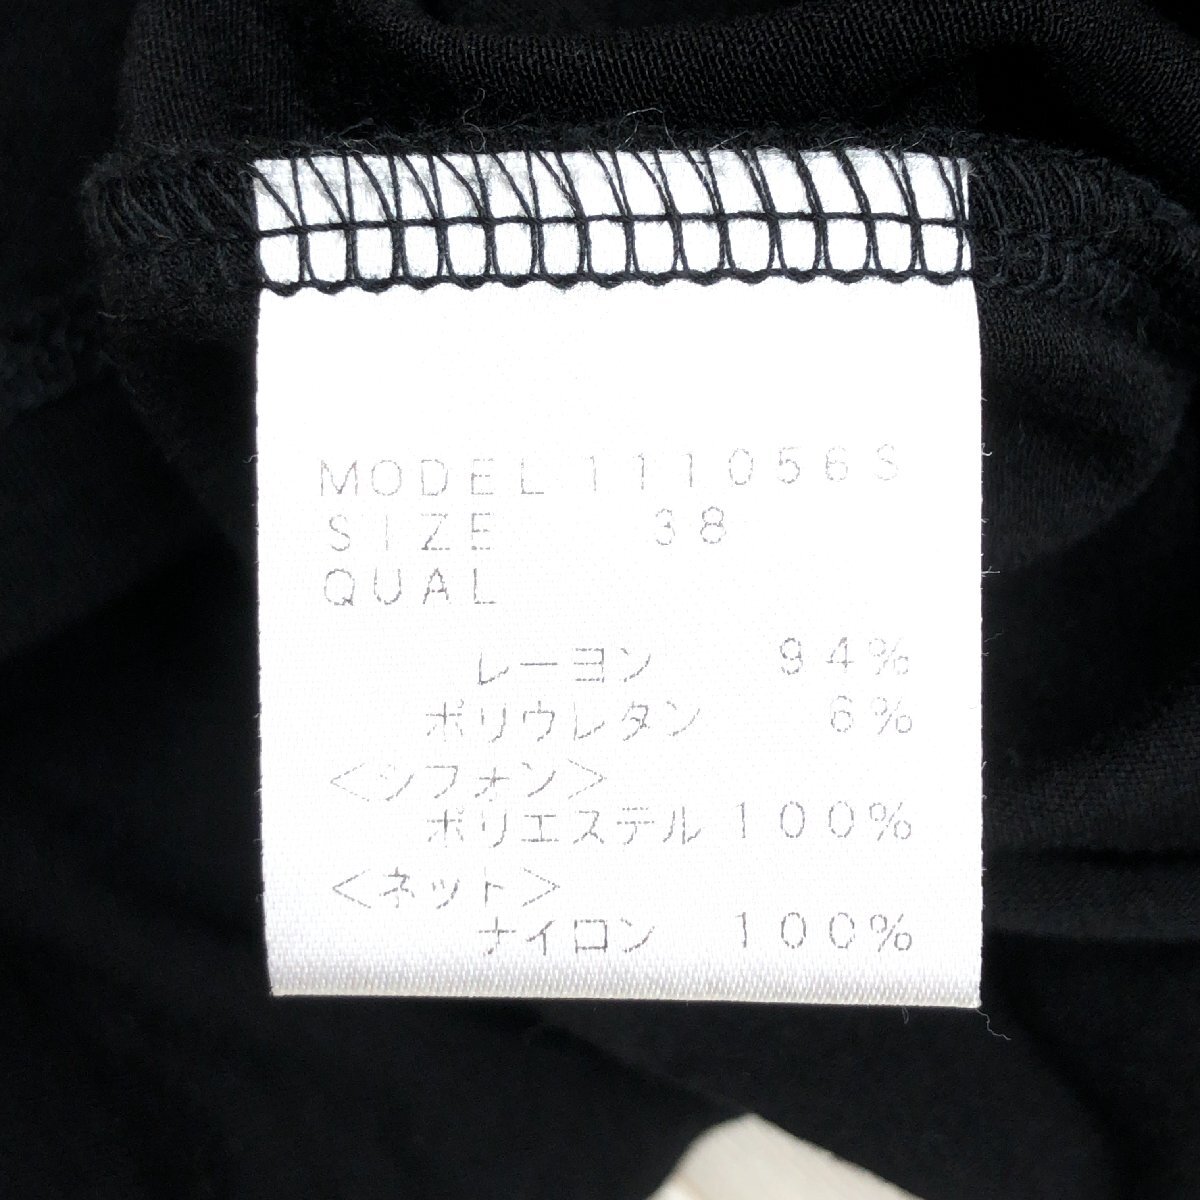 MODEL 111056S
SIZE 38
QUAL
レーヨン 94%
ポリウレタン 6%
<シフォン>
ポリエステル 100%
<ネット>
ナイロン 100%